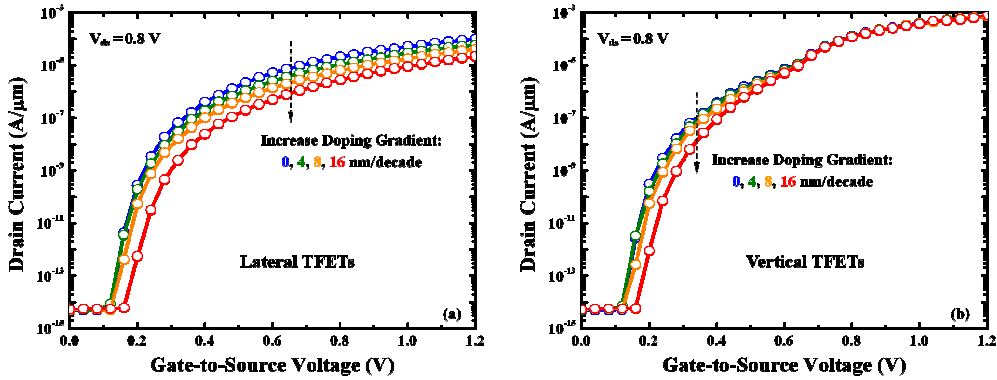 10⁻³
10⁻⁵
10⁻⁷
10⁻⁹
10⁻¹¹
10⁻¹³
10⁻¹⁵
Drain Current (A/μm)
V_ds = 0.8 V
Increase Doping Gradient:
0, 4, 8, 16 nm/decade
Lateral TFETs
(a)
0.0 0.2 0.4 0.6 0.8 1.0 1.2
Gate-to-Source Voltage (V)
10⁻³
10⁻⁵
10⁻⁷
10⁻⁹
10⁻¹¹
10⁻¹³
10⁻¹⁵
Drain Current (A/μm)
V_ds = 0.8 V
Increase Doping Gradient:
0, 4, 8, 16 nm/decade
Vertical TFETs
(b)
0.0 0.2 0.4 0.6 0.8 1.0 1.2
Gate-to-Source Voltage (V)